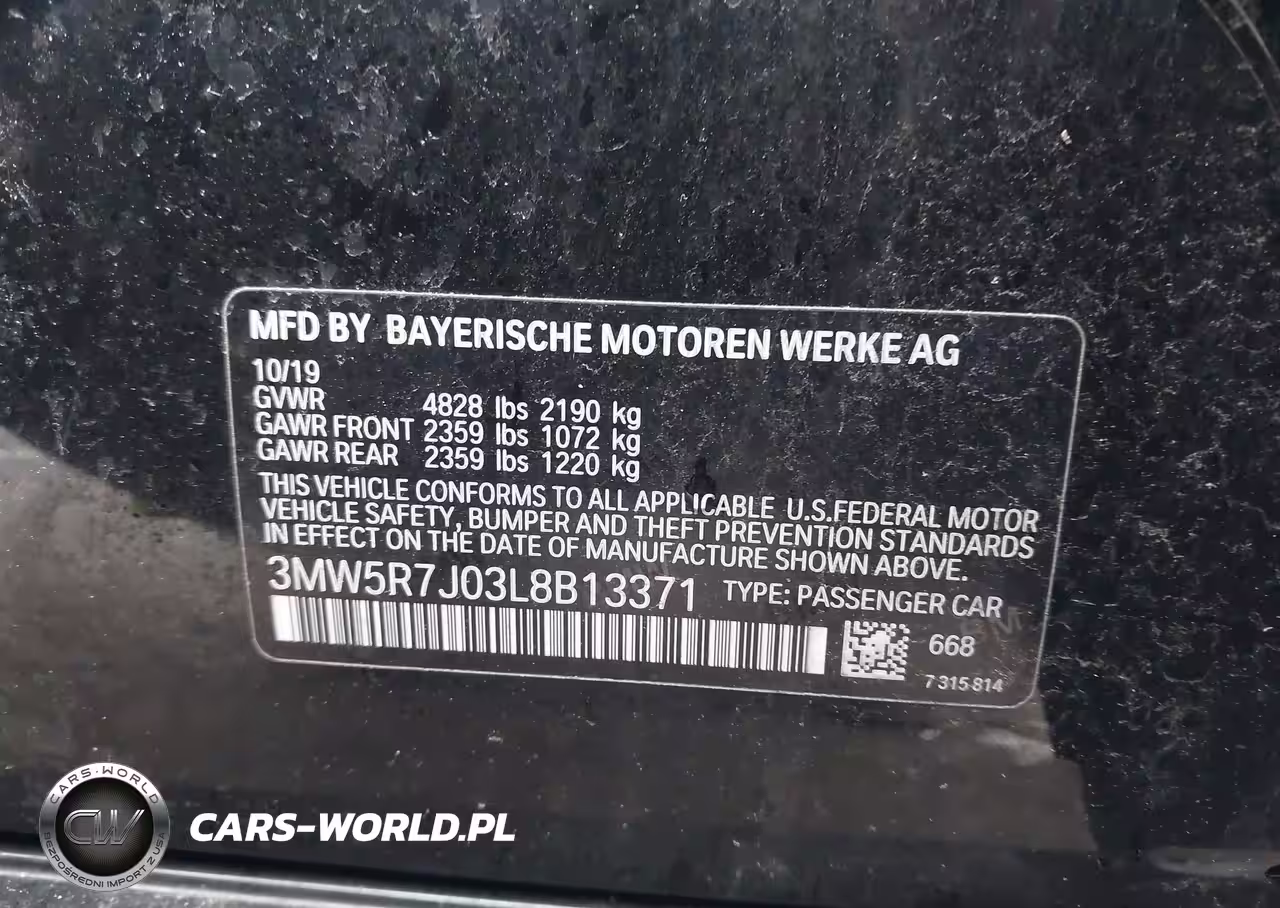 MFD BY BAYERISCHE MOTOREN WERKE AG
10/19
GVWR 4828 lbs 2190 kg
GAWR FRONT 2359 lbs 1072 kg
GAWR REAR 2359 lbs 1220 kg
THIS VEHICLE CONFORMS TO ALL APPLICABLE U.S.FEDERAL MOTOR
VEHICLE SAFETY, BUMPER AND THEFT PREVENTION STANDARDS
IN EFFECT ON THE DATE OF MANUFACTURE SHOWN ABOVE.
3MW5R7J03L8B13371 TYPE: PASSENGER CAR
668
7 315 814
CARS-WORLD
CW
BEZPOŚREDNI IMPORT Z USA
CARS-WORLD.PL